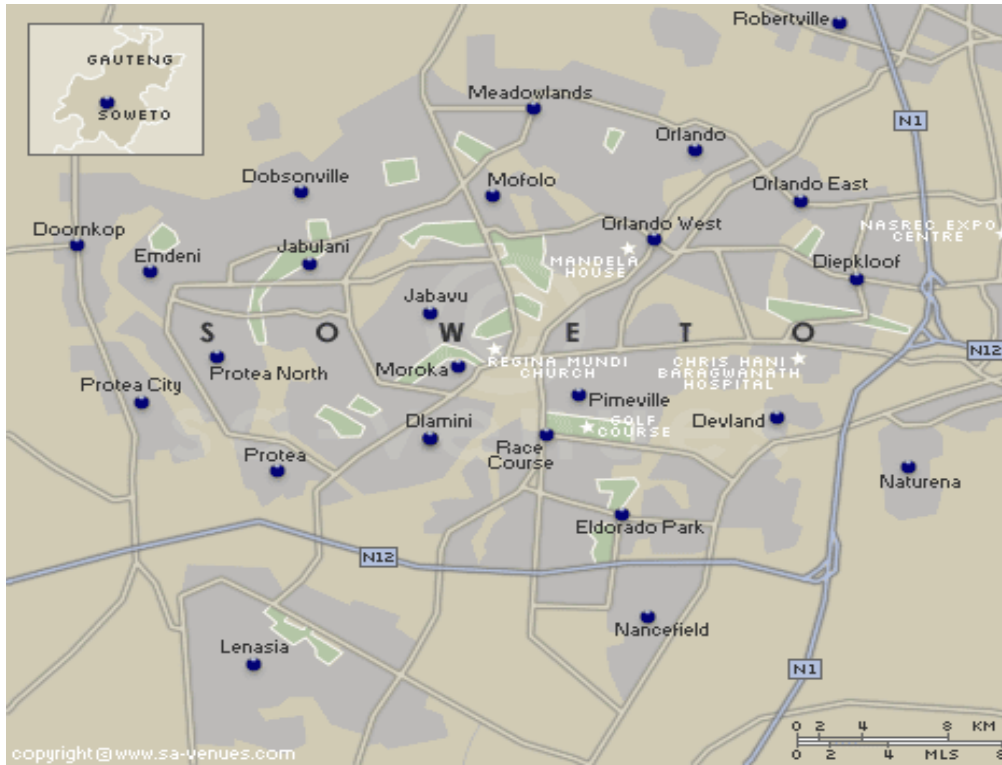 Robertville
GAUTENG
SOWETO
Meadowlands
N1
Orlando
Dobsonville
Mofolo
Orlando East
Doornkop
Emdeni
Jabulani
Orlando West
NASREC EXPO
CENTRE
MANDELA
HOUSE
Diepkloof
Jabavu
S O W E T O
N12
REGINA MUNDI
CHURCH
CHRIS HANI
BARAGWANATH
HOSPITAL
Protea North
Moroka
Protea City
Pimeville
GOLF
COURSE
Devland
Dlamini
Race
Course
Protea
Naturena
Eldorado Park
N12
Nancefield
Lenasia
N1
0 2 4 8 KM
0 2 4 8
MLS
copyright@www.sa-venues.com